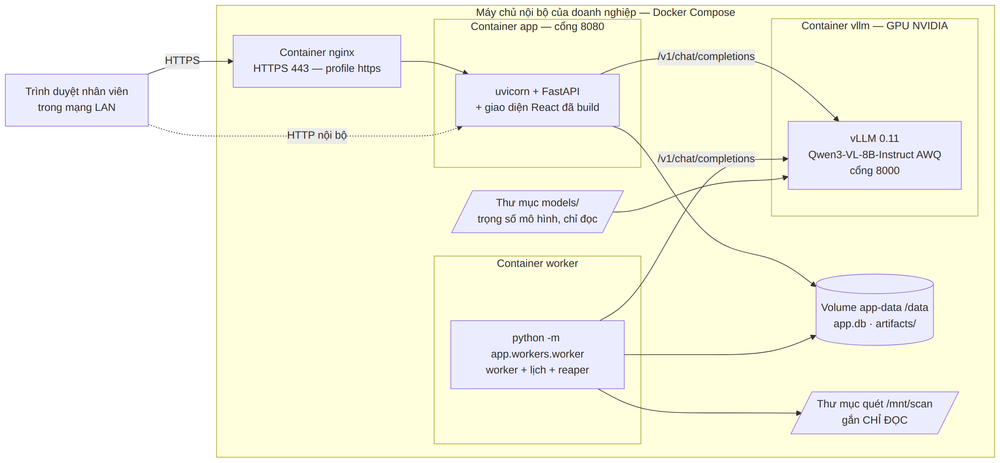 Máy chủ nội bộ của doanh nghiệp — Docker Compose
Container app — cổng 8080
Container vllm — GPU NVIDIA
Container nginx
HTTPS 443 — profile https
HTTPS
/v1/chat/completions
Trình duyệt nhân viên
trong mạng LAN
uvicorn + FastAPI
+ giao diện React đã build
HTTP nội bộ
/v1/chat/completions
vLLM 0.11
Qwen3-VL-8B-Instruct AWQ
cổng 8000
Thư mục models/
trọng số mô hình, chỉ đọc
Container worker
python -m
app.workers.worker
worker + lịch + reaper
Volume app-data /data
app.db · artifacts/
Thư mục quét /mnt/scan
gắn CHỈ ĐỌC